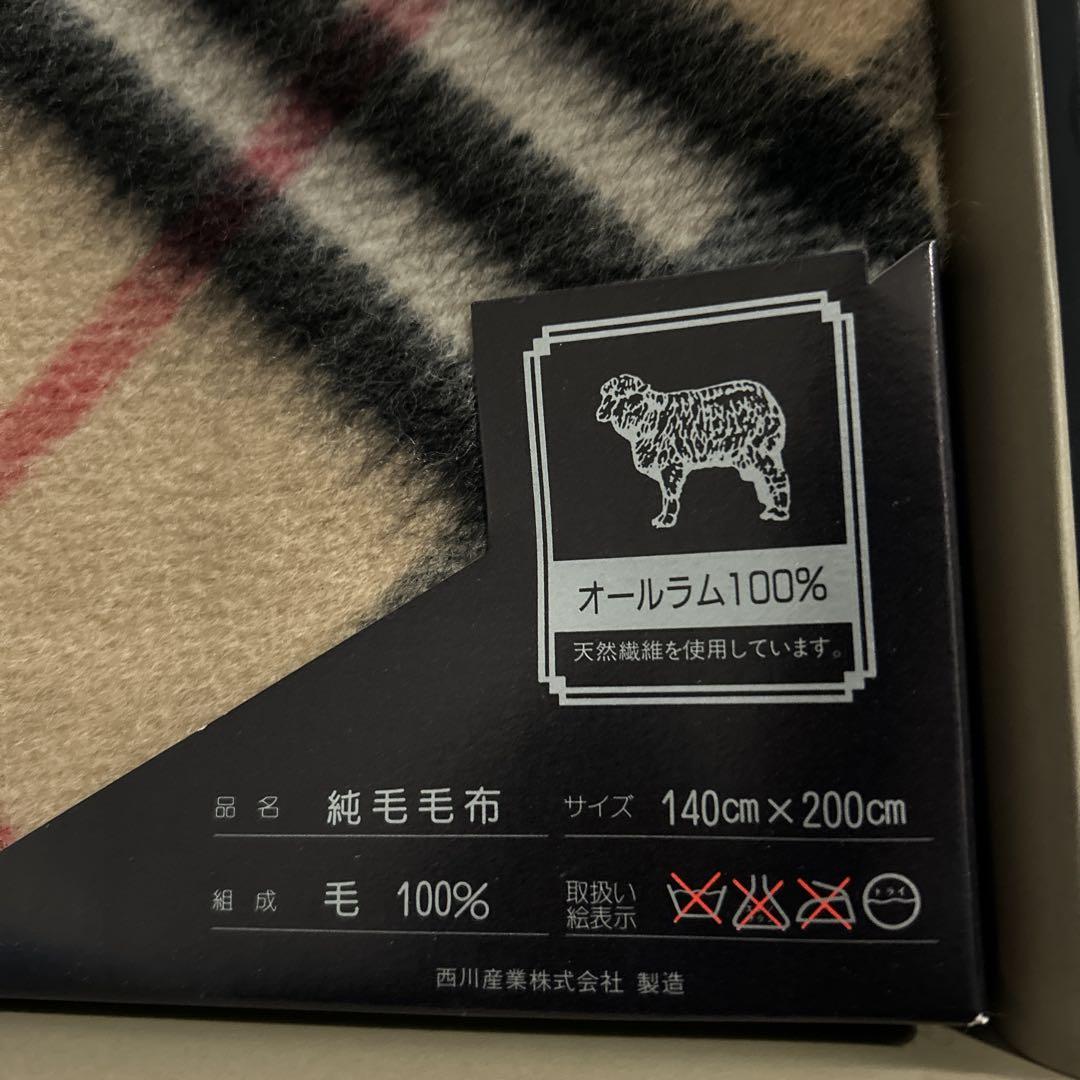 オールラム100%
天然繊維を使用しています。
品名 純毛毛布 サイズ 140cm×200cm
組成 毛 100% 取扱い
絵表示
ドライ
西川産業株式会社 製造